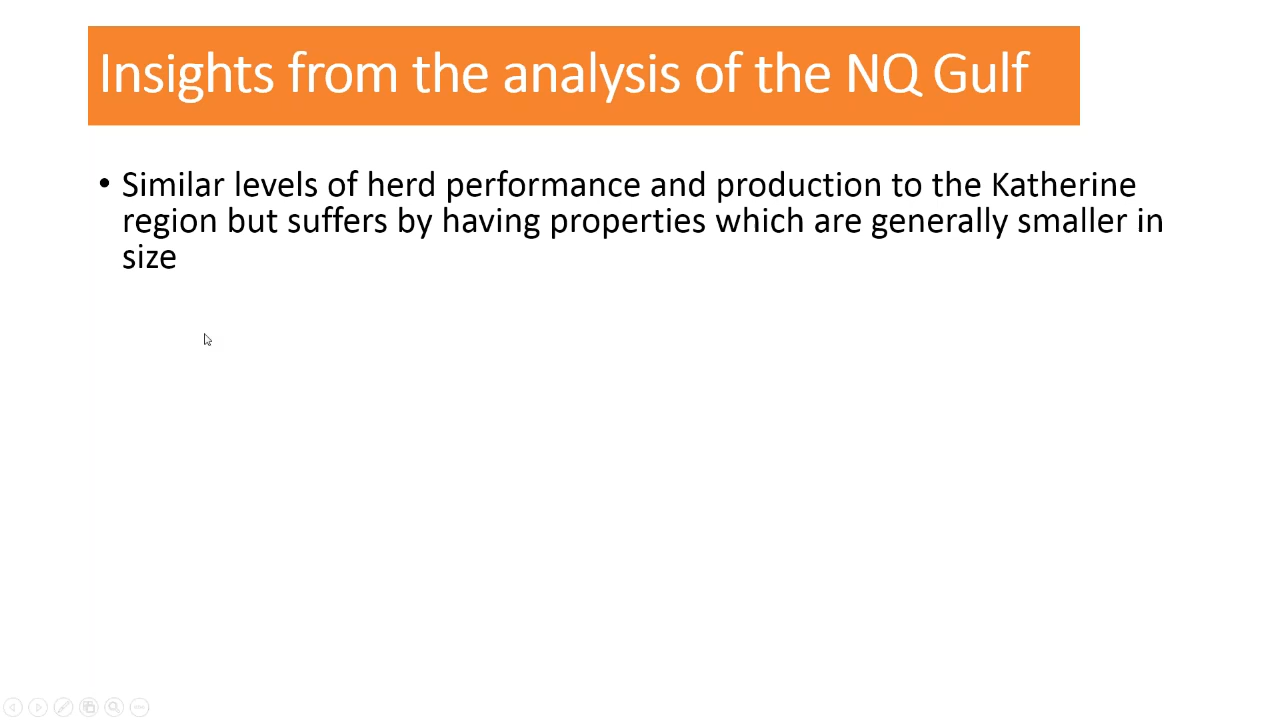 Insights from the analysis of the NQ Gulf
• Similar levels of herd performance and production to the Katherine
region but suffers by having properties which are generally smaller in
size